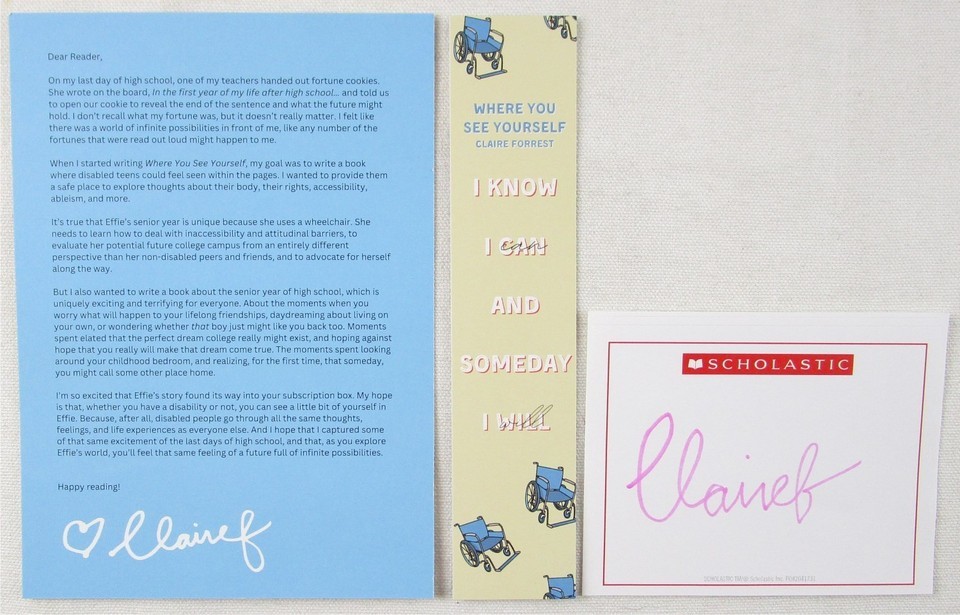 Dear Reader,
On my last day of high school, one of my teachers handed out fortune cookies.
She wrote on the board, In the first year of my life after high school... and told us
to open our cookie to reveal the end of the sentence and what the future might
hold. I don't recall what my fortune was, but it doesn't really matter. I felt like
there was a world of infinite possibilities in front of me, like any number of the
fortunes that were read out loud might happen to me.
When I started writing Where You See Yourself, my goal was to write a book
where disabled teens could feel seen within the pages. I wanted to provide them
a safe place to explore thoughts about their body, their rights, accessibility,
ableism, and more.
It's true that Effie's senior year is unique because she uses a wheelchair. She
needs to learn how to deal with inaccessibility and attitudinal barriers, to
evaluate her potential future college campus from an entirely different
perspective than her non-disabled peers and friends, and to advocate for herself
along the way.
But I also wanted to write a book about the senior year of high school, which is
uniquely exciting and terrifying for everyone. About the moments when you
worry what will happen to your lifelong friendships, daydreaming about living on
your own, or wondering whether that boy just might like you back too. Moments
spent elated that the perfect dream college really might exist, and hoping against
hope that you really will make that dream come true. The moments spent looking
around your childhood bedroom, and realizing, for the first time, that someday,
you might call some other place home.
I'm so excited that Effie's story found its way into your subscription box. My hope
is that, whether you have a disability or not, you can see a little bit of yourself in
Effie. Because, after all, disabled people go through all the same thoughts,
feelings, and life experiences as everyone else. And I hope that I captured some
of that same excitement of the last days of high school, and that, as you explore
Effie's world, you'll feel that same feeling of a future full of infinite possibilities.
Happy reading!
Clairef
WHERE YOU
SEE YOURSELF
CLAIRE FORREST
I KNOW
I CAN
can
AND
SOMEDAY
I WILL
will
SCHOLASTIC
Clairef